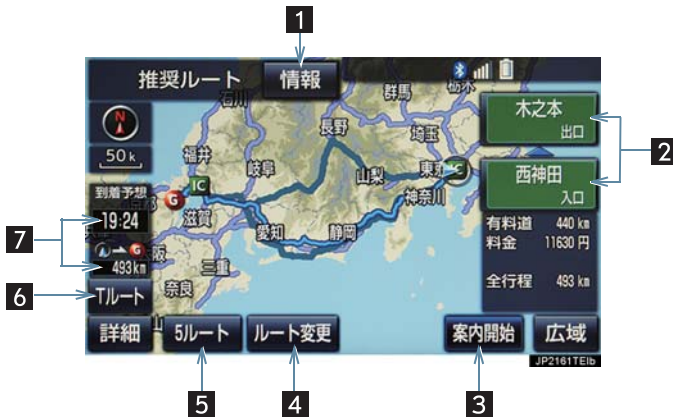 1
推奨ルート 情報
栃木
石川
群馬
N
長野
埼玉
木之本
出口
2
50k
福井
IC
岐阜
山梨
東京
IC
西神田
入口
神奈川
到着予想
G
19:24
滋賀
愛知
静岡
有料道 440 km
料金 11630 円
7
G
大阪
493km
三重
全行程 493 km
6
Tルート
奈良
詳細 5ルート ルート変更 案内開始 広域
JP2161TEIb
5
4
3